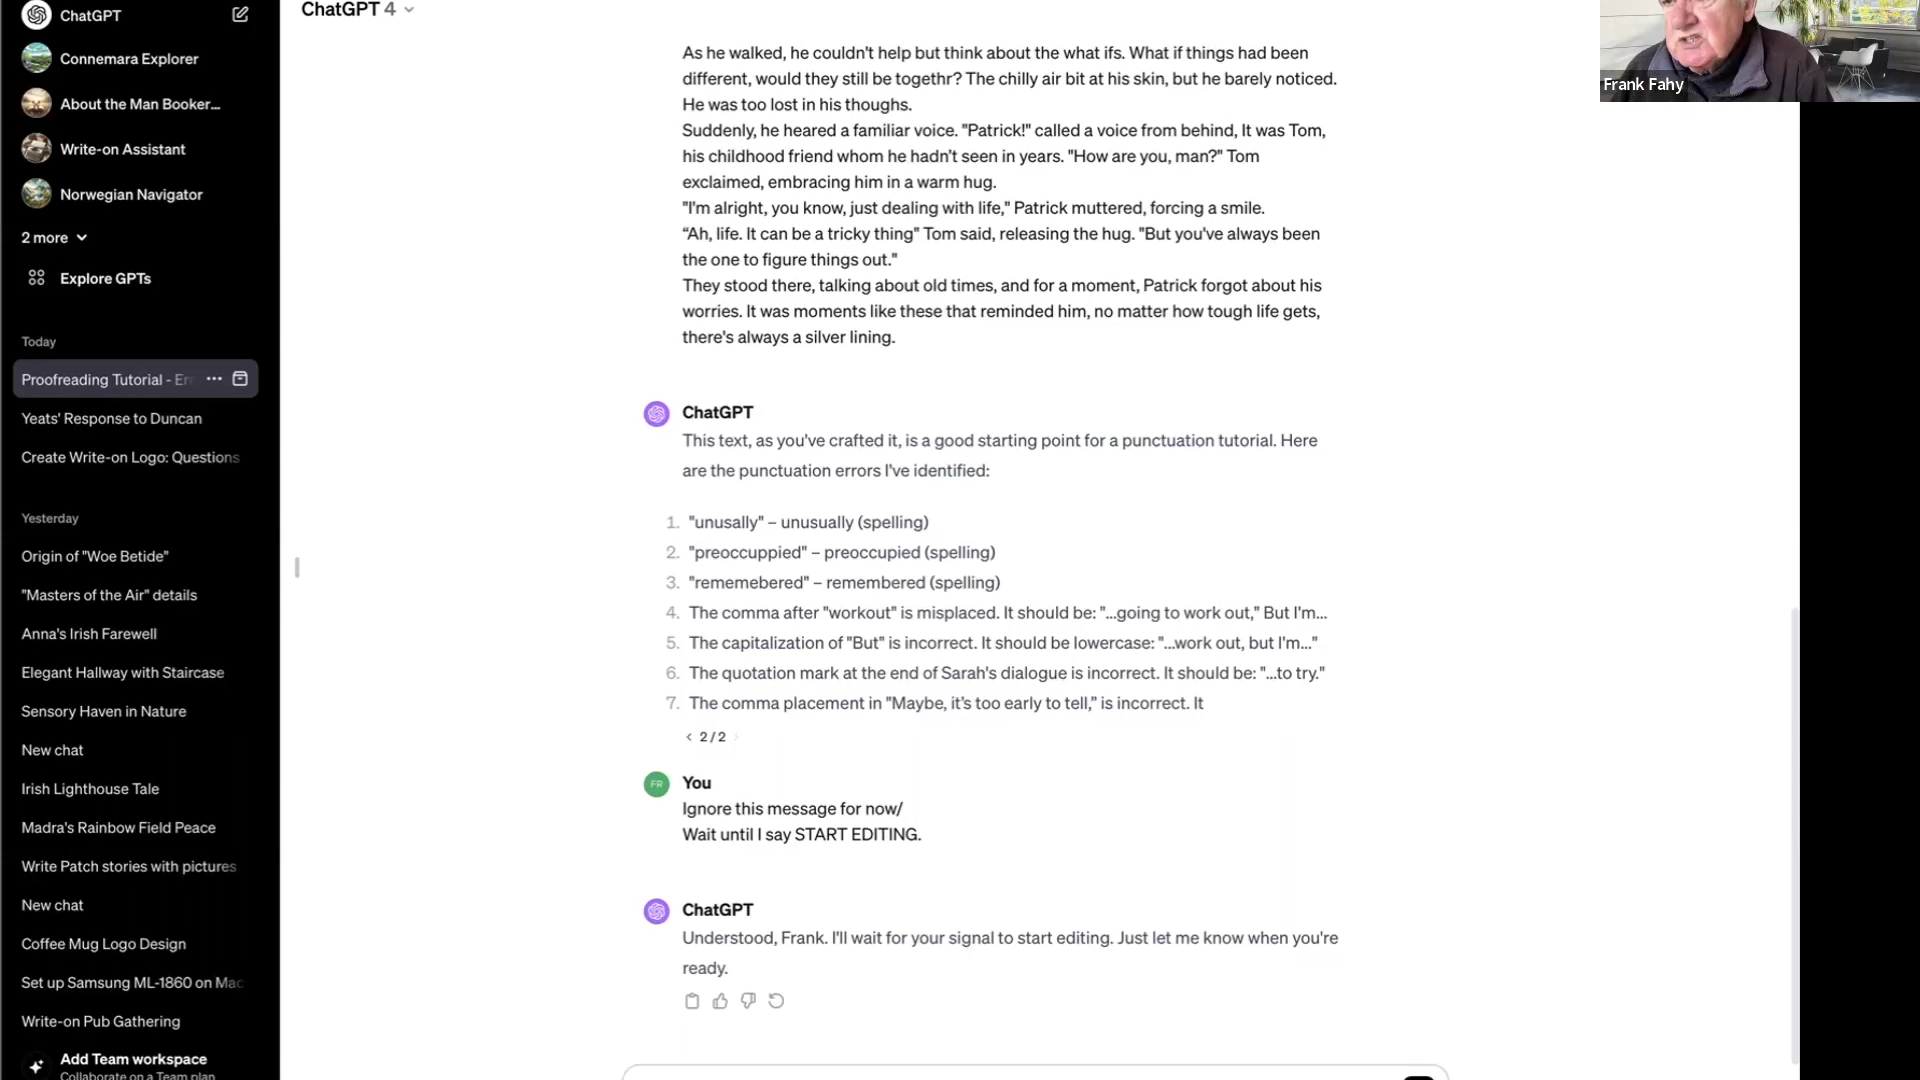 ChatGPT
Connemara Explorer
About the Man Booker...
Write-on Assistant
Norwegian Navigator
2 more
Explore GPTs
Today
Proofreading Tutorial - Err
Yeats' Response to Duncan
Create Write-on Logo: Questions
Yesterday
Origin of "Woe Betide"
"Masters of the Air" details
Anna's Irish Farewell
Elegant Hallway with Staircase
Sensory Haven in Nature
New chat
Irish Lighthouse Tale
Madra's Rainbow Field Peace
Write Patch stories with pictures
New chat
Coffee Mug Logo Design
Set up Samsung ML-1860 on Mac
Write-on Pub Gathering
Add Team workspace
Collaborate on a Team plan
ChatGPT 4
As he walked, he couldn't help but think about the what ifs. What if things had been
different, would they still be togethr? The chilly air bit at his skin, but he barely noticed.
He was too lost in his thoughs.
Suddenly, he heared a familiar voice. "Patrick!" called a voice from behind, It was Tom,
his childhood friend whom he hadn't seen in years. "How are you, man?" Tom
exclaimed, embracing him in a warm hug.
"I'm alright, you know, just dealing with life," Patrick muttered, forcing a smile.
“Ah, life. It can be a tricky thing" Tom said, releasing the hug. "But you've always been
the one to figure things out."
They stood there, talking about old times, and for a moment, Patrick forgot about his
worries. It was moments like these that reminded him, no matter how tough life gets,
there's always a silver lining.
ChatGPT
This text, as you've crafted it, is a good starting point for a punctuation tutorial. Here
are the punctuation errors I've identified:
1. "unusally" – unusually (spelling)
2. "preoccuppied" – preoccupied (spelling)
3. "rememebered" – remembered (spelling)
4. The comma after "workout" is misplaced. It should be: "...going to work out," But I'm...
5. The capitalization of "But" is incorrect. It should be lowercase: "...work out, but I'm..."
6. The quotation mark at the end of Sarah's dialogue is incorrect. It should be: "...to try."
7. The comma placement in "Maybe, it’s too early to tell,” is incorrect. It
2 / 2
FR
You
Ignore this message for now/
Wait until I say START EDITING.
ChatGPT
Understood, Frank. I'll wait for your signal to start editing. Just let me know when you're
ready.
Frank Fahy